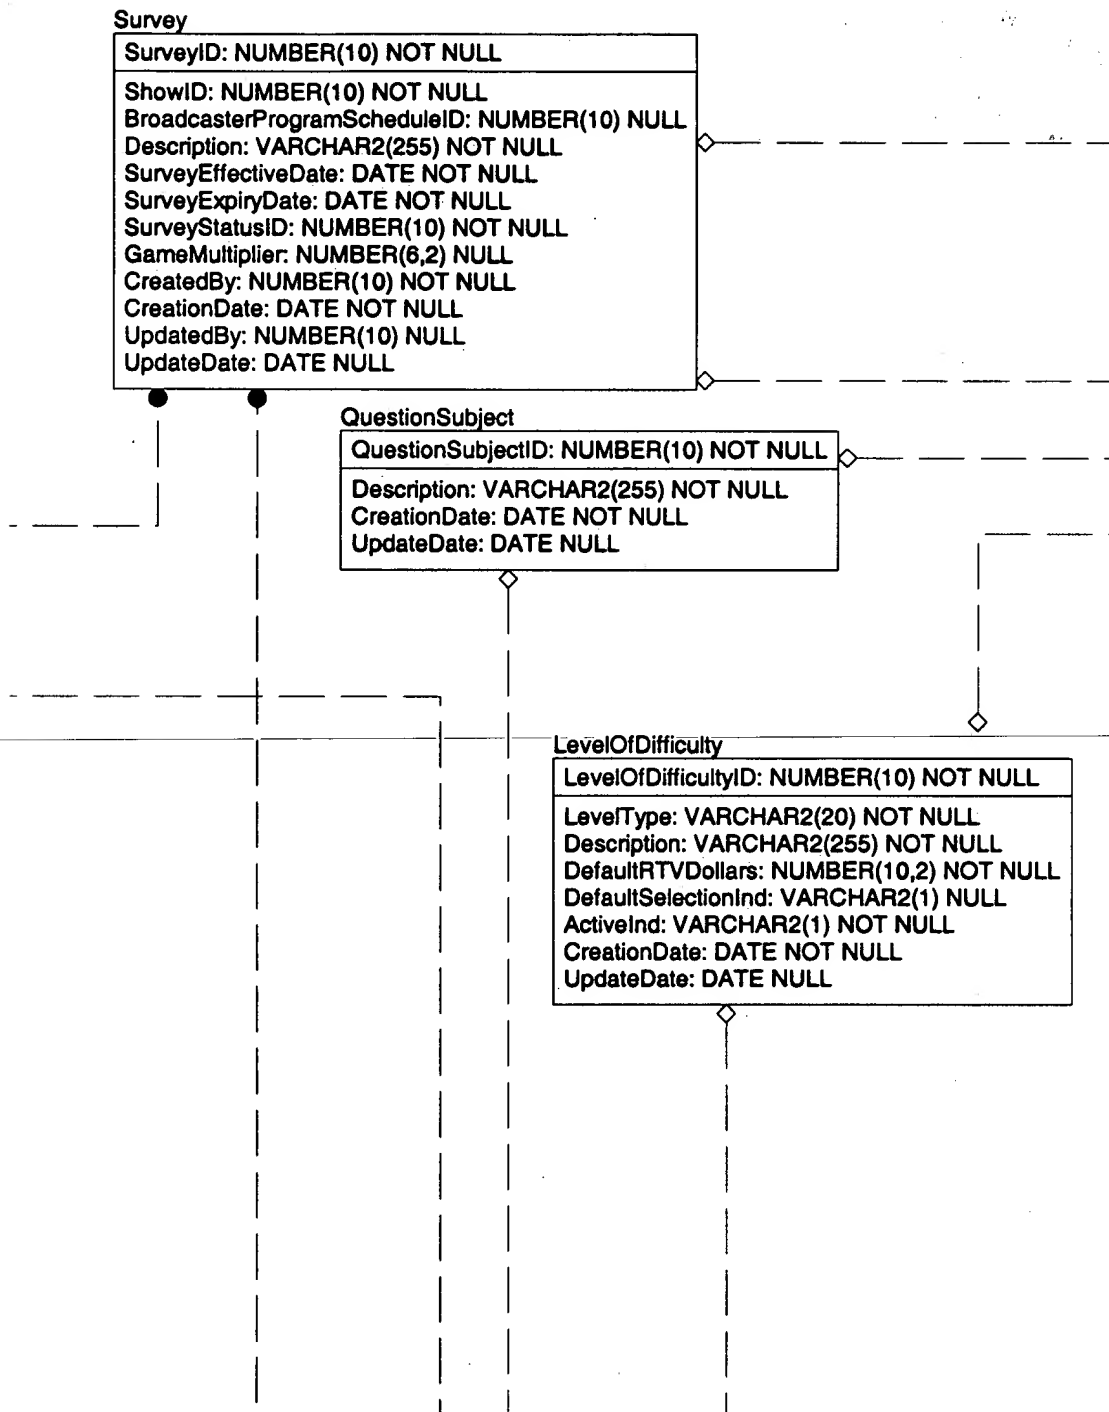 Survey
SurveyID: NUMBER(10) NOT NULL
ShowID: NUMBER(10) NOT NULL
BroadcasterProgramScheduleID: NUMBER(10) NULL
Description: VARCHAR2(255) NOT NULL
SurveyEffectiveDate: DATE NOT NULL
SurveyExpiryDate: DATE NOT NULL
SurveyStatusID: NUMBER(10) NOT NULL
GameMultiplier: NUMBER(6,2) NULL
CreatedBy: NUMBER(10) NOT NULL
CreationDate: DATE NOT NULL
UpdatedBy: NUMBER(10) NULL
UpdateDate: DATE NULL
QuestionSubject
QuestionSubjectID: NUMBER(10) NOT NULL
Description: VARCHAR2(255) NOT NULL
CreationDate: DATE NOT NULL
UpdateDate: DATE NULL
LevelOfDifficulty
LevelOfDifficultyID: NUMBER(10) NOT NULL
LevelType: VARCHAR2(20) NOT NULL
Description: VARCHAR2(255) NOT NULL
DefaultRTVDollars: NUMBER(10,2) NOT NULL
DefaultSelectionInd: VARCHAR2(1) NULL
ActiveInd: VARCHAR2(1) NOT NULL
CreationDate: DATE NOT NULL
UpdateDate: DATE NULL